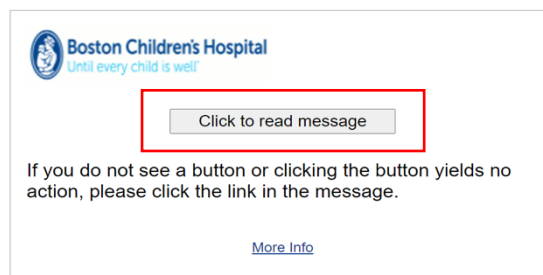 Boston Children's Hospital
Until every child is well™
Click to read message
If you do not see a button or clicking the button yields no
action, please click the link in the message.
More Info